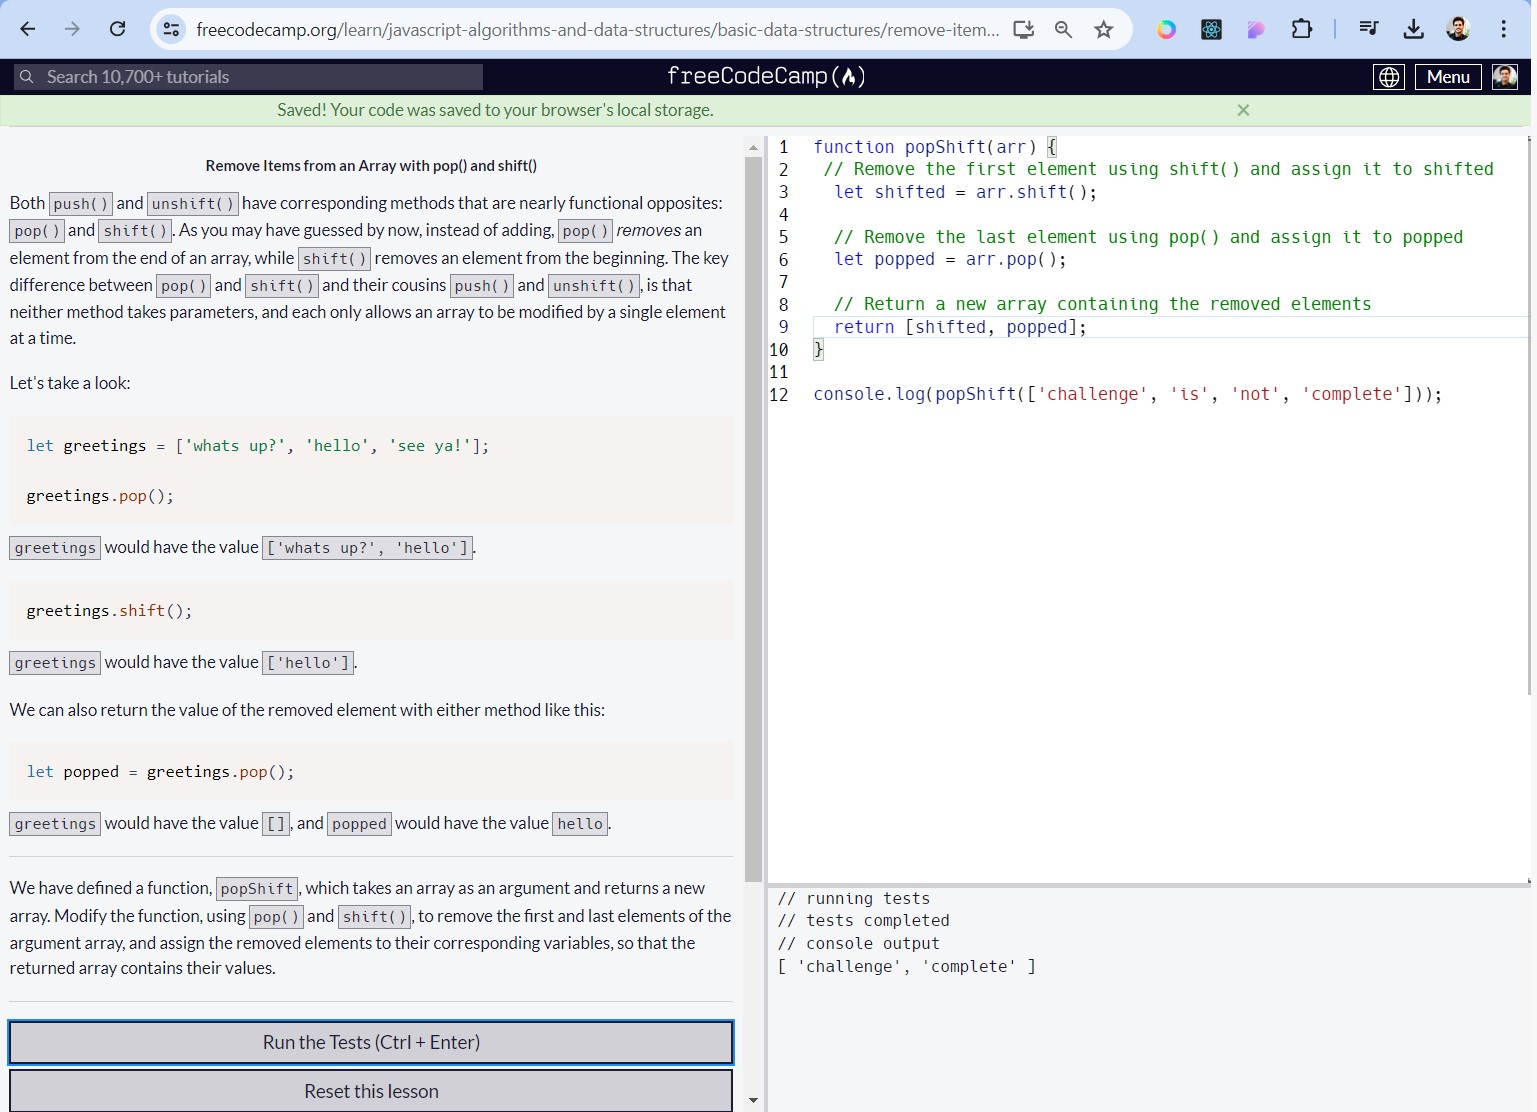 freecodecamp.org/learn/javascript-algorithms-and-data-structures/basic-data-structures/remove-item...
Search 10,700+ tutorials
freeCodeCamp(🔥)
Menu
Saved! Your code was saved to your browser's local storage.
×
Remove Items from an Array with pop() and shift()
Both push() and unshift() have corresponding methods that are nearly functional opposites:
pop() and shift(). As you may have guessed by now, instead of adding, pop() removes an
element from the end of an array, while shift() removes an element from the beginning. The key
difference between pop() and shift() and their cousins push() and unshift(), is that
neither method takes parameters, and each only allows an array to be modified by a single element
at a time.
Let's take a look:
let greetings = ['whats up?', 'hello', 'see ya!'];
greetings.pop();
greetings would have the value ['whats up?', 'hello'].
greetings.shift();
greetings would have the value ['hello'].
We can also return the value of the removed element with either method like this:
let popped = greetings.pop();
greetings would have the value [], and popped would have the value hello.
We have defined a function, popShift, which takes an array as an argument and returns a new
array. Modify the function, using pop() and shift(), to remove the first and last elements of the
argument array, and assign the removed elements to their corresponding variables, so that the
returned array contains their values.
Run the Tests (Ctrl + Enter)
Reset this lesson
1 function popShift(arr) {
2 // Remove the first element using shift() and assign it to shifted
3 let shifted = arr.shift();
4
5 // Remove the last element using pop() and assign it to popped
6 let popped = arr.pop();
7
8 // Return a new array containing the removed elements
9 return [shifted, popped];
10 }
11
12 console.log(popShift(['challenge', 'is', 'not', 'complete']));
// running tests
// tests completed
// console output
[ 'challenge', 'complete' ]